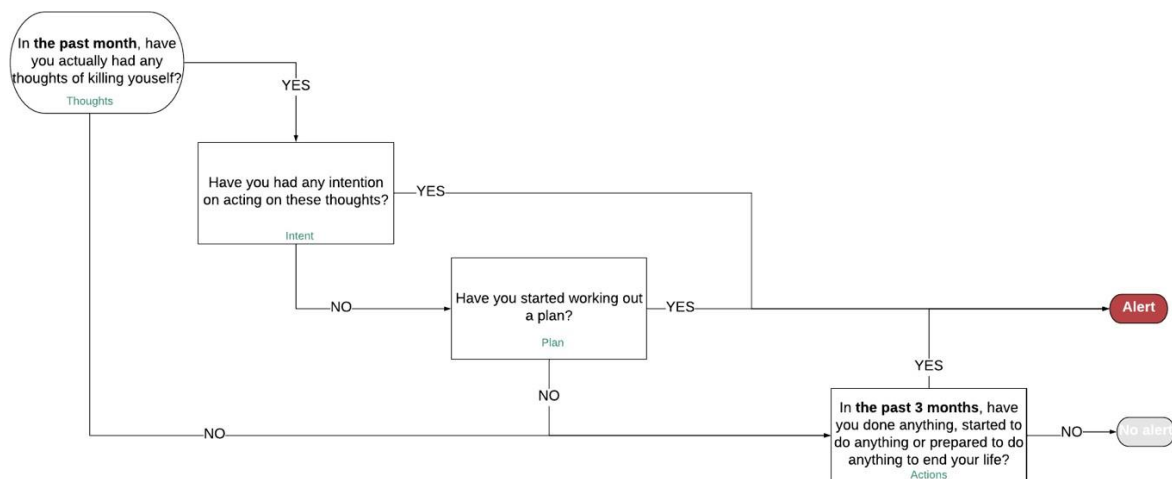 In the past month, have
you actually had any
thoughts of killing youself?
Thoughts
YES
Have you had any intention
on acting on these thoughts?
Intent
YES
NO
Have you started working out
a plan?
Plan
YES
Alert
NO
YES
NO
In the past 3 months, have
you done anything, started to
do anything or prepared to do
anything to end your life?
Actions
NO
No alert